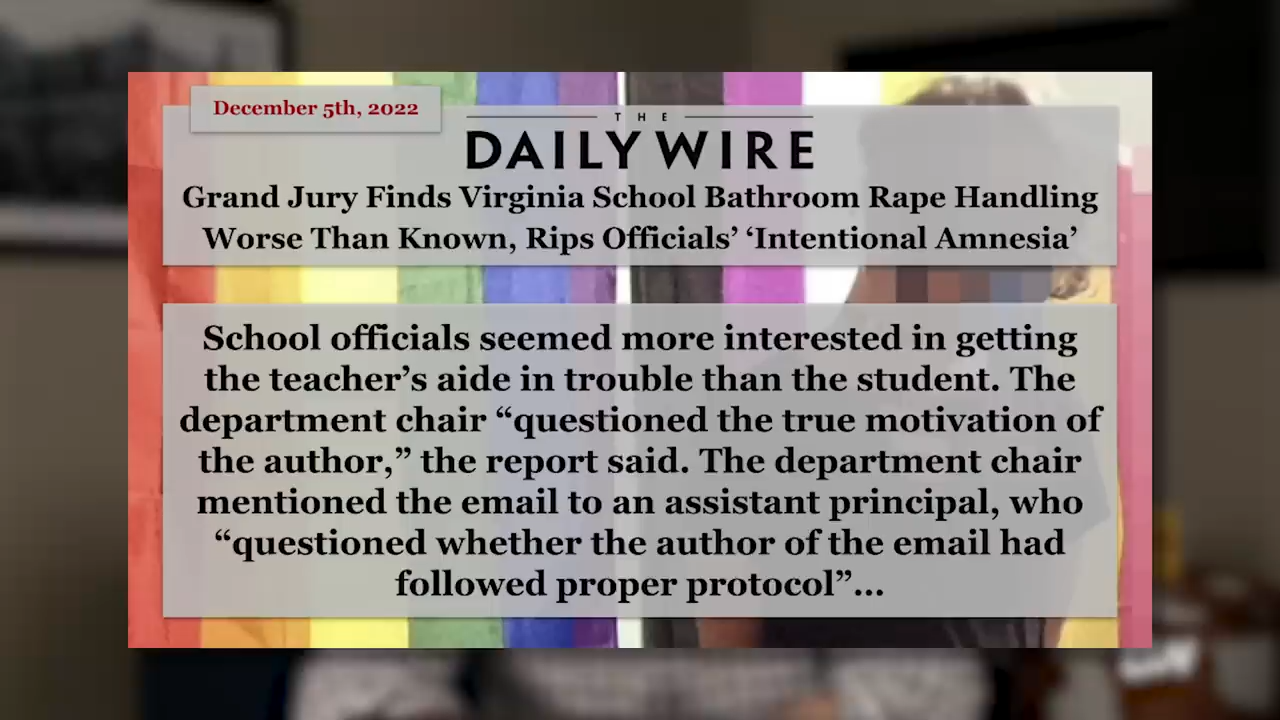 December 5th, 2022
THE
DAILY WIRE
Grand Jury Finds Virginia School Bathroom Rape Handling
Worse Than Known, Rips Officials’ ‘Intentional Amnesia’
School officials seemed more interested in getting
the teacher’s aide in trouble than the student. The
department chair “questioned the true motivation of
the author,” the report said. The department chair
mentioned the email to an assistant principal, who
“questioned whether the author of the email had
followed proper protocol”...